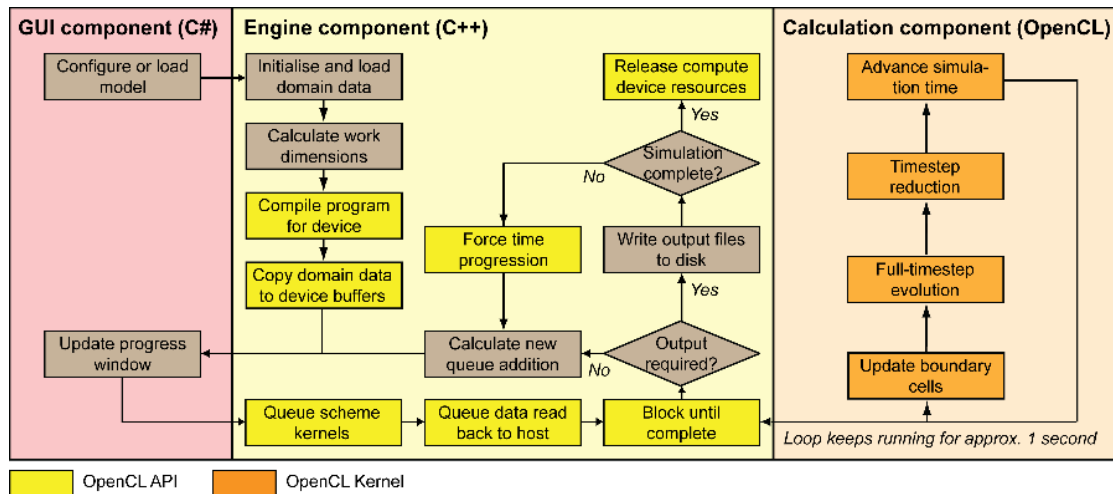 GUI component (C#)
Configure or load
model
Update progress
window
Engine component (C++)
Initialise and load
domain data
Calculate work
dimensions
Compile program
for device
Copy domain data
to device buffers
Release compute
device resources
Yes
Simulation
complete?
No
Force time
progression
Write output files
to disk
Yes
Calculate new
queue addition
Output
required?
No
Queue scheme
kernels
Queue data read
back to host
Block until
complete
Calculation component (OpenCL)
Advance simula-
tion time
Timestep
reduction
Full-timestep
evolution
Update boundary
cells
Loop keeps running for approx. 1 second
OpenCL API
OpenCL Kernel